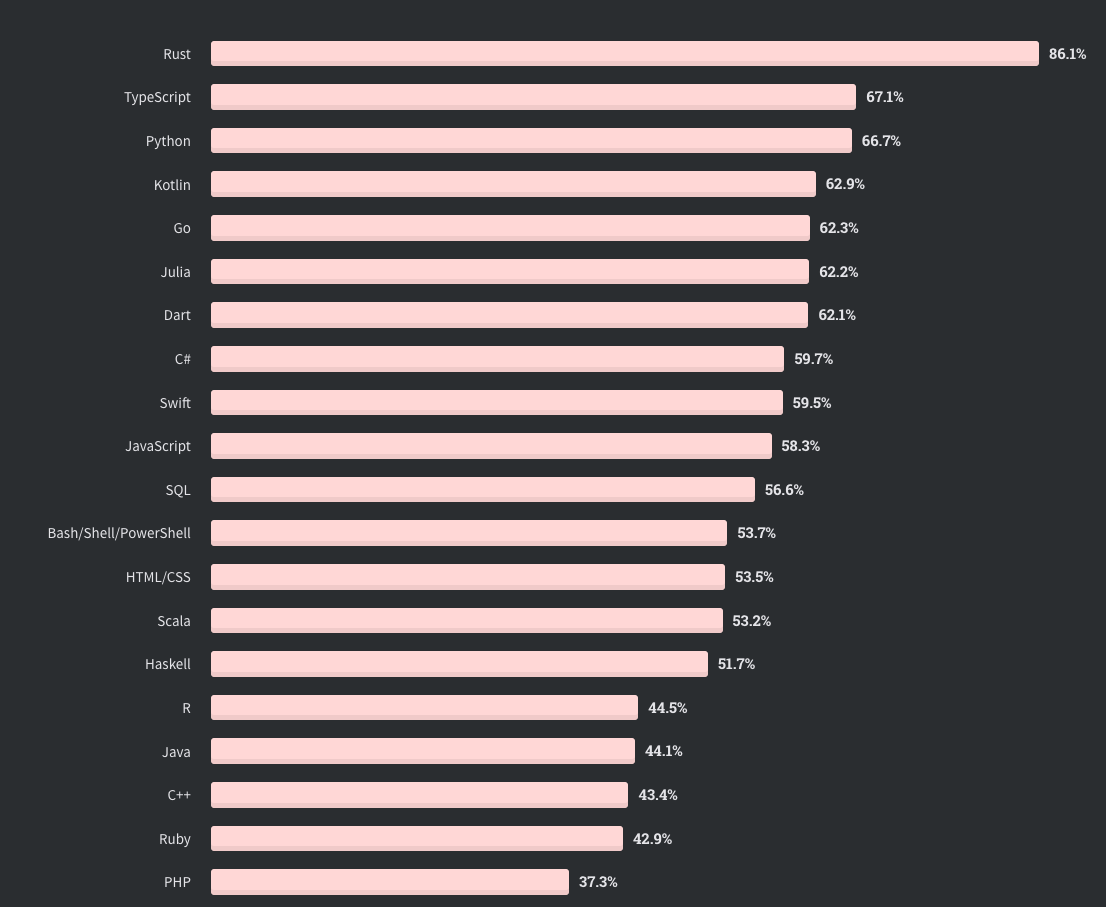 Rust 86.1%
TypeScript 67.1%
Python 66.7%
Kotlin 62.9%
Go 62.3%
Julia 62.2%
Dart 62.1%
C# 59.7%
Swift 59.5%
JavaScript 58.3%
SQL 56.6%
Bash/Shell/PowerShell 53.7%
HTML/CSS 53.5%
Scala 53.2%
Haskell 51.7%
R 44.5%
Java 44.1%
C++ 43.4%
Ruby 42.9%
PHP 37.3%